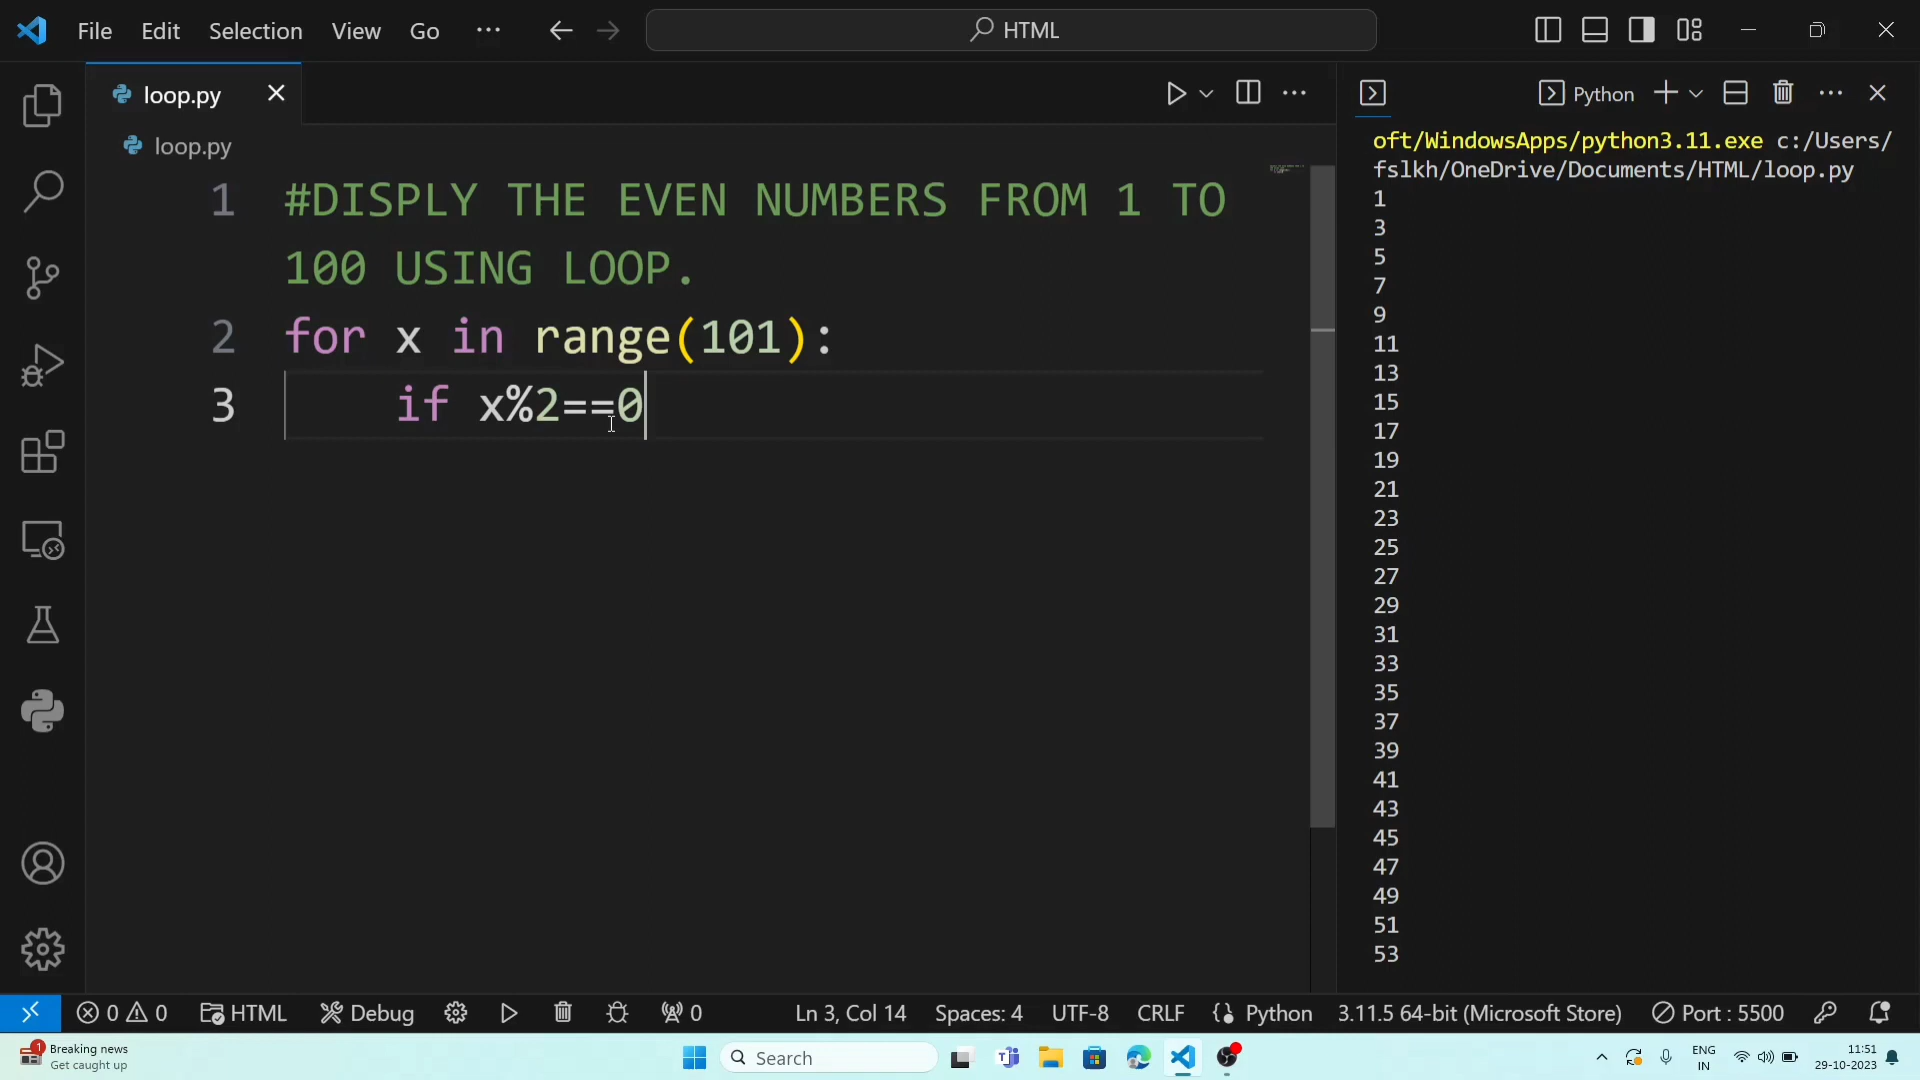 File Edit Selection View Go ··· HTML
loop.py
Python
loop.py
1 #DISPLY THE EVEN NUMBERS FROM 1 TO
100 USING LOOP.
2 for x in range(101):
3 if x%2==0
oft/WindowsApps/python3.11.exe c:/Users/
fslkh/OneDrive/Documents/HTML/loop.py
1
3
5
7
9
11
13
15
17
19
21
23
25
27
29
31
33
35
37
39
41
43
45
47
49
51
53
0 0 HTML Debug 0 Ln 3, Col 14 Spaces: 4 UTF-8 CRLF Python 3.11.5 64-bit (Microsoft Store) Port : 5500
1 Breaking news
Get caught up
Search
ENG
IN
11:51
29-10-2023